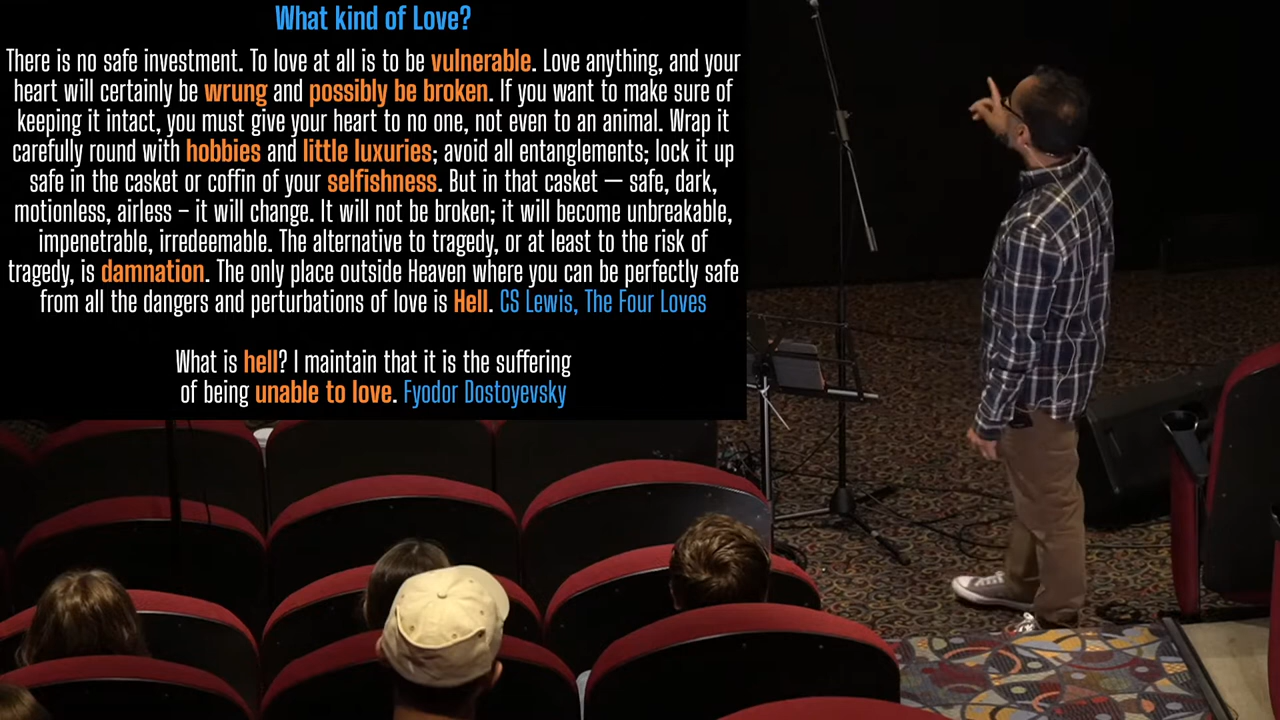 What kind of Love?
There is no safe investment. To love at all is to be vulnerable. Love anything, and your
heart will certainly be wrung and possibly be broken. If you want to make sure of
keeping it intact, you must give your heart to no one, not even to an animal. Wrap it
carefully round with hobbies and little luxuries; avoid all entanglements; lock it up
safe in the casket or coffin of your selfishness. But in that casket — safe, dark,
motionless, airless – it will change. It will not be broken; it will become unbreakable,
impenetrable, irredeemable. The alternative to tragedy, or at least to the risk of
tragedy, is damnation. The only place outside Heaven where you can be perfectly safe
from all the dangers and perturbations of love is Hell. CS Lewis, The Four Loves
What is hell? I maintain that it is the suffering
of being unable to love. Fyodor Dostoyevsky